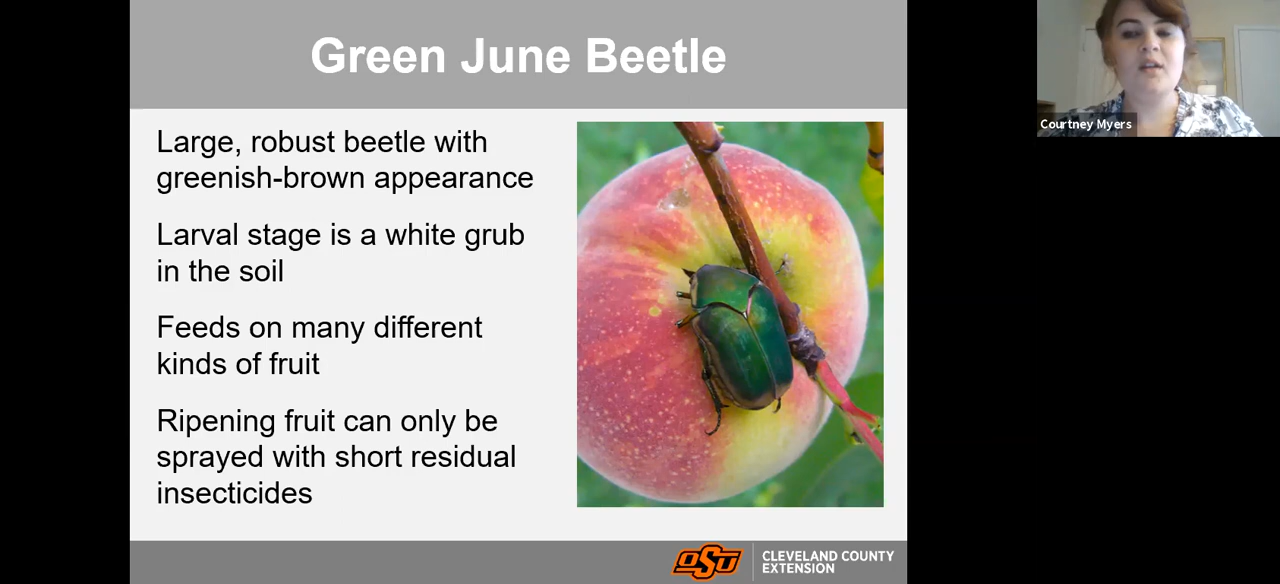 Green June Beetle
Courtney Myers
Large, robust beetle with
greenish-brown appearance
Larval stage is a white grub
in the soil
Feeds on many different
kinds of fruit
Ripening fruit can only be
sprayed with short residual
insecticides
OSU
CLEVELAND COUNTY
EXTENSION